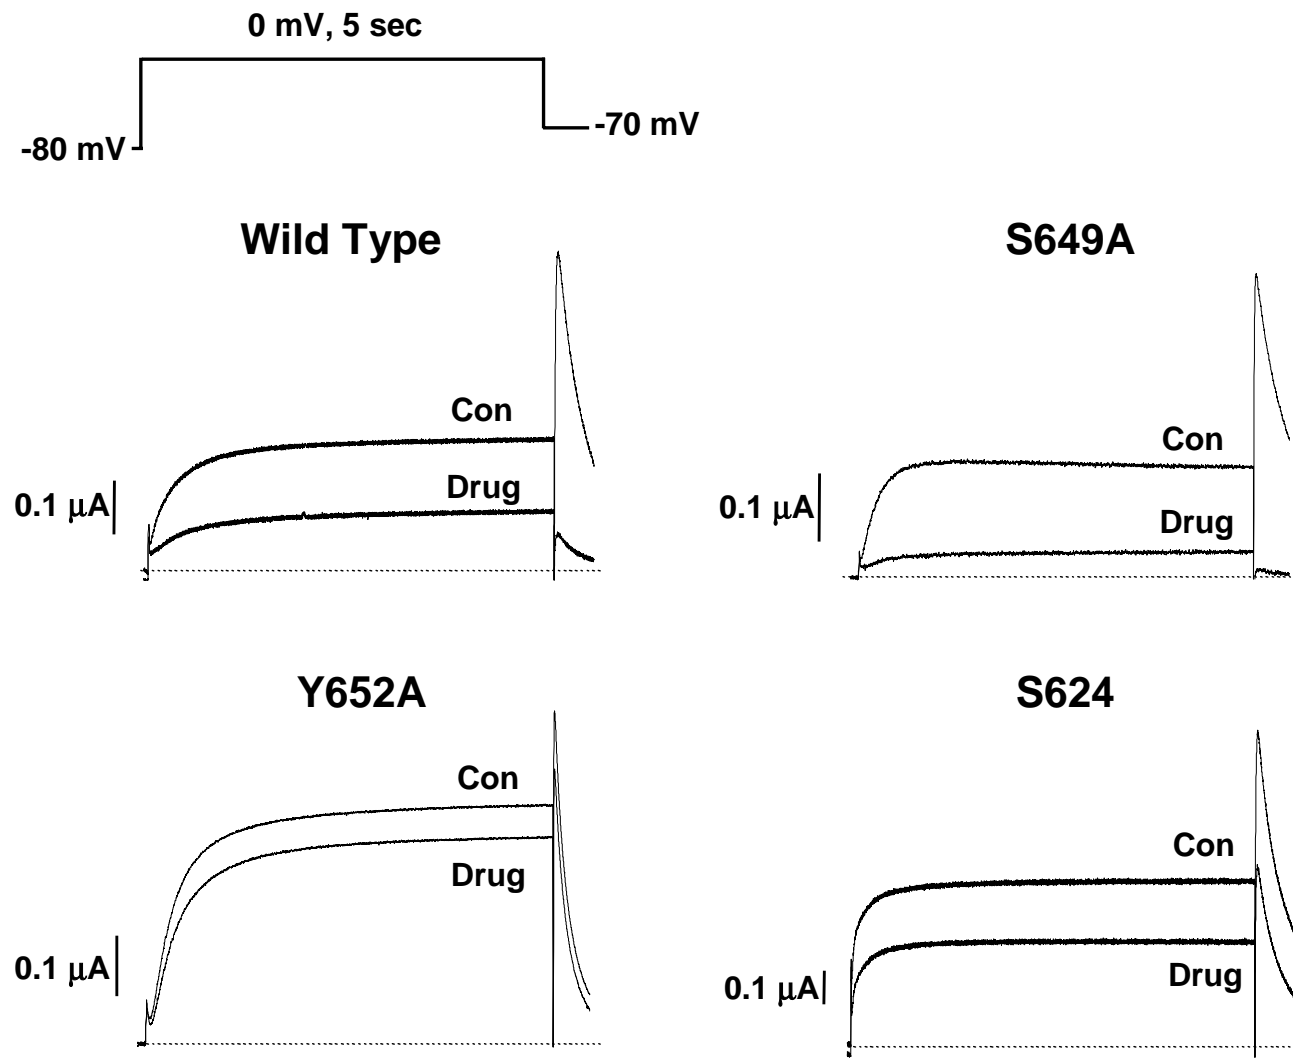 0 mV, 5 sec
-80 mV
-70 mV
Wild Type
Con
Drug
0.1 μA
S649A
Con
Drug
0.1 μA
Y652A
Con
Drug
0.1 μA
S624
Con
Drug
0.1 μA